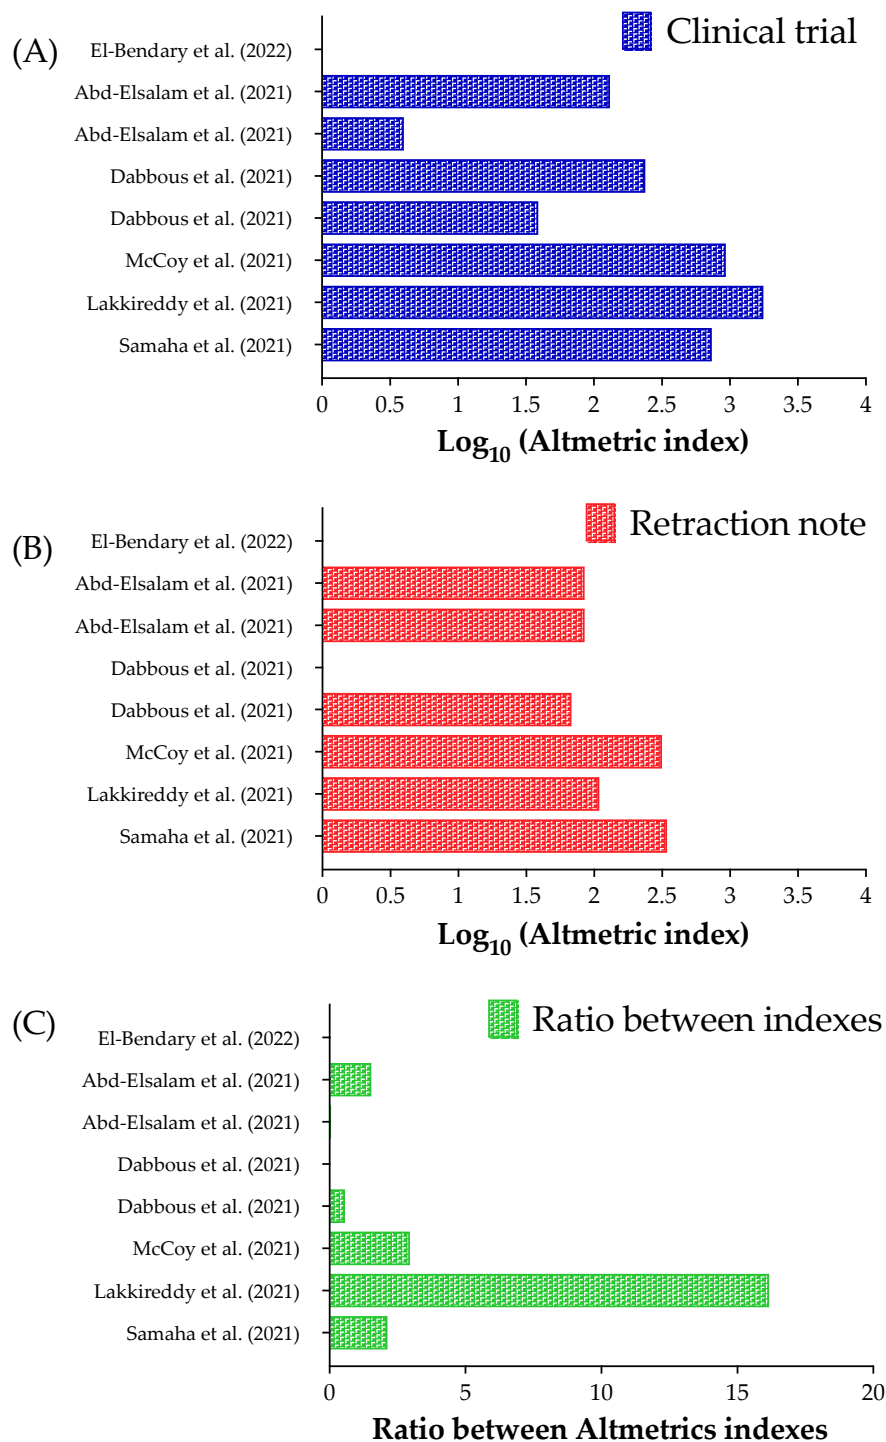 (A)
Clinical trial
El-Bendary et al. (2022)
Abd-Elsalam et al. (2021)
Abd-Elsalam et al. (2021)
Dabbous et al. (2021)
Dabbous et al. (2021)
McCoy et al. (2021)
Lakkireddy et al. (2021)
Samaha et al. (2021)
0 0.5 1 1.5 2 2.5 3 3.5 4
Log₁₀ (Altmetric index)
(B)
Retraction note
El-Bendary et al. (2022)
Abd-Elsalam et al. (2021)
Abd-Elsalam et al. (2021)
Dabbous et al. (2021)
Dabbous et al. (2021)
McCoy et al. (2021)
Lakkireddy et al. (2021)
Samaha et al. (2021)
0 0.5 1 1.5 2 2.5 3 3.5 4
Log₁₀ (Altmetric index)
(C)
Ratio between indexes
El-Bendary et al. (2022)
Abd-Elsalam et al. (2021)
Abd-Elsalam et al. (2021)
Dabbous et al. (2021)
Dabbous et al. (2021)
McCoy et al. (2021)
Lakkireddy et al. (2021)
Samaha et al. (2021)
0 5 10 15 20
Ratio between Altmetrics indexes